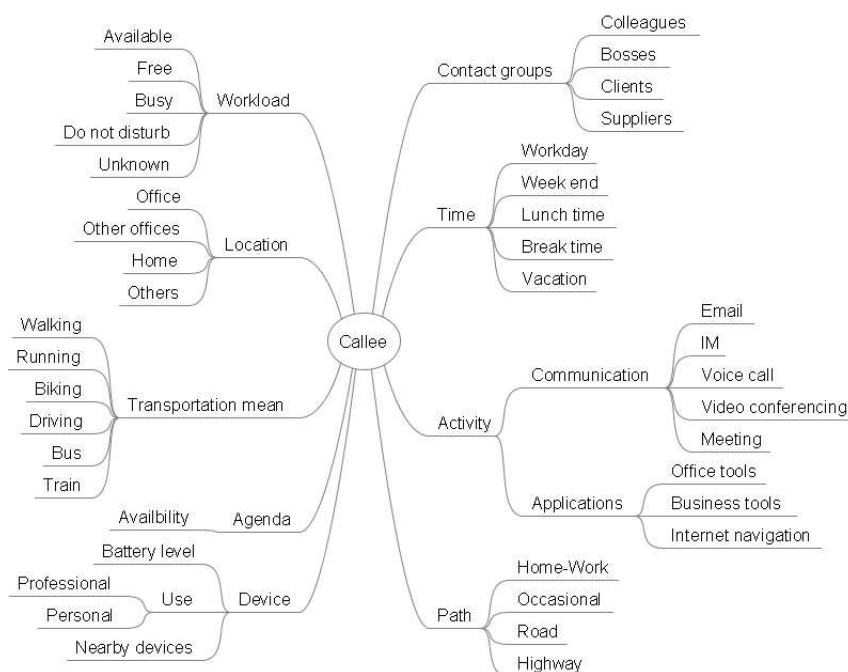 Available
Free
Busy
Do not disturb
Unknown
Workload
Office
Other offices
Home
Others
Location
Walking
Running
Biking
Driving
Bus
Train
Transportation mean
Availbility
Agenda
Battery level
Professional
Personal
Use
Nearby devices
Device
Callee
Contact groups
Colleagues
Bosses
Clients
Suppliers
Time
Workday
Week end
Lunch time
Break time
Vacation
Activity
Communication
Email
IM
Voice call
Video conferencing
Meeting
Applications
Office tools
Business tools
Internet navigation
Path
Home-Work
Occasional
Road
Highway